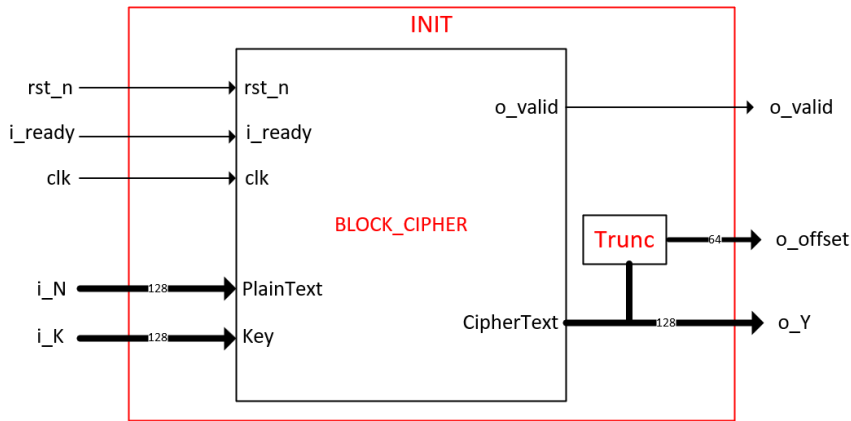 INIT
rst_n
rst_n
o_valid
o_valid
i_ready
i_ready
clk
clk
BLOCK_CIPHER
Trunc
64
o_offset
i_N
128
PlainText
i_K
128
Key
CipherText
128
o_Y